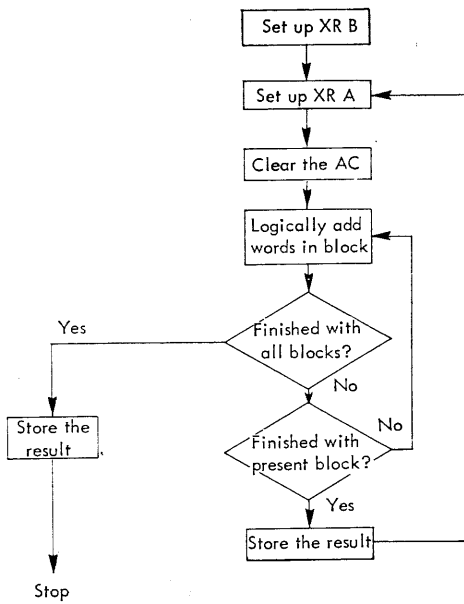 Set up XR B
Set up XR A
Clear the AC
Logically add
words in block
Yes
Finished with
all blocks?
No
Store the
result
Finished with
present block?
No
Yes
Store the result
Stop